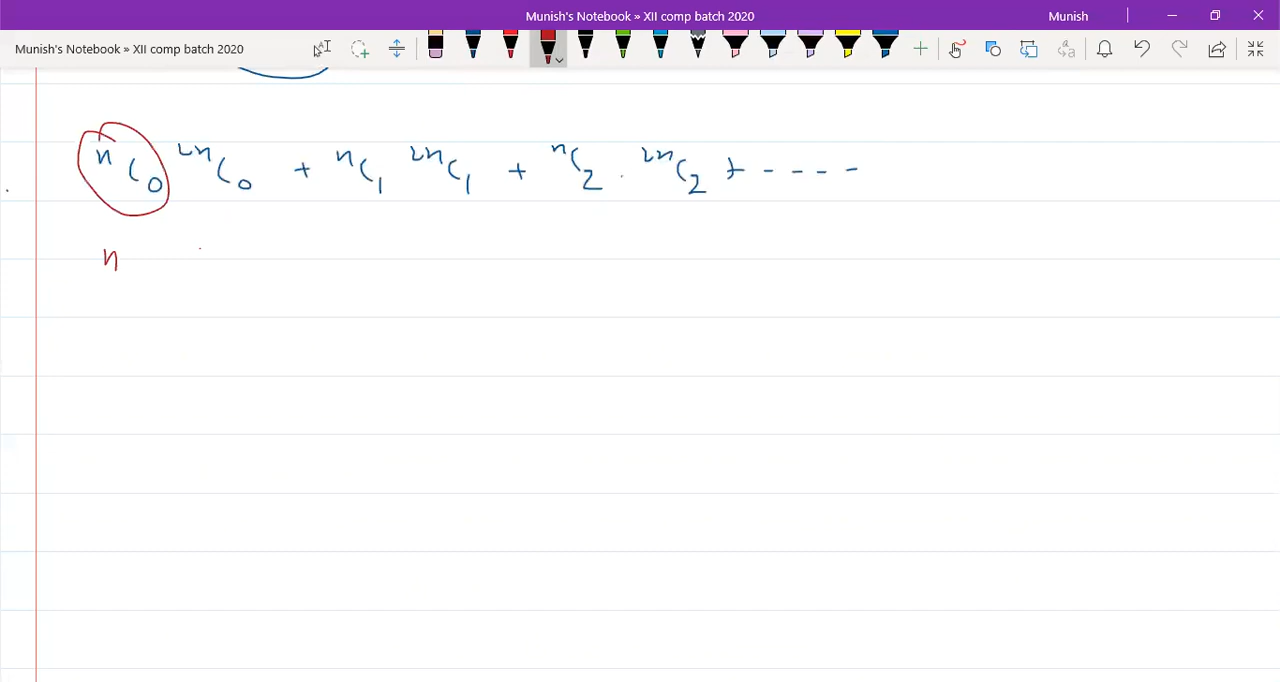 Munish's Notebook » XII comp batch 2020
Munish
Munish's Notebook » XII comp batch 2020
ⁿC₀ ²ⁿC₀ + ⁿC₁ ²ⁿC₁ + ⁿC₂ . ²ⁿC₂ + - - - -
n